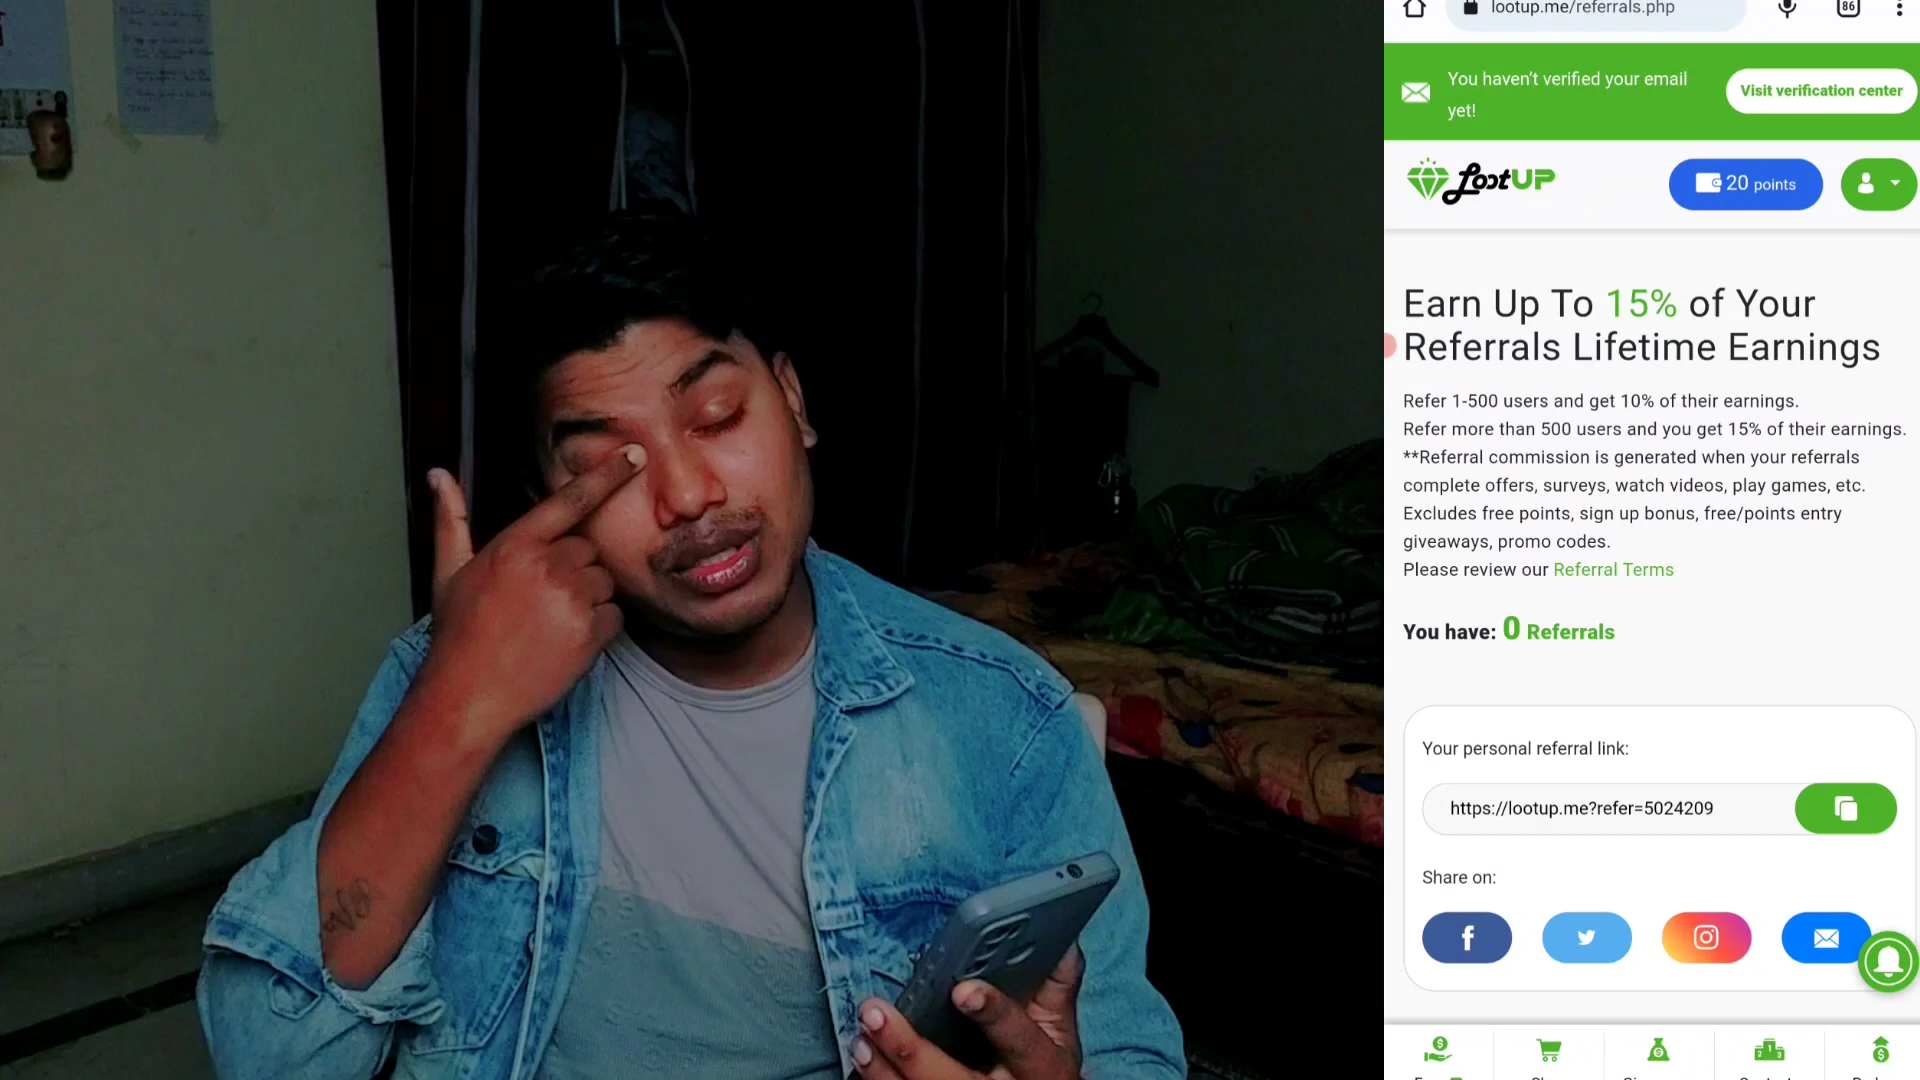 lootup.me/referrals.php
86
You haven't verified your email
yet!
Visit verification center
LootUP
20 points
Earn Up To 15% of Your
Referrals Lifetime Earnings
Refer 1-500 users and get 10% of their earnings.
Refer more than 500 users and you get 15% of their earnings.
**Referral commission is generated when your referrals
complete offers, surveys, watch videos, play games, etc.
Excludes free points, sign up bonus, free/points entry
giveaways, promo codes.
Please review our Referral Terms
You have: 0 Referrals
Your personal referral link:
https://lootup.me?refer=5024209
Share on: